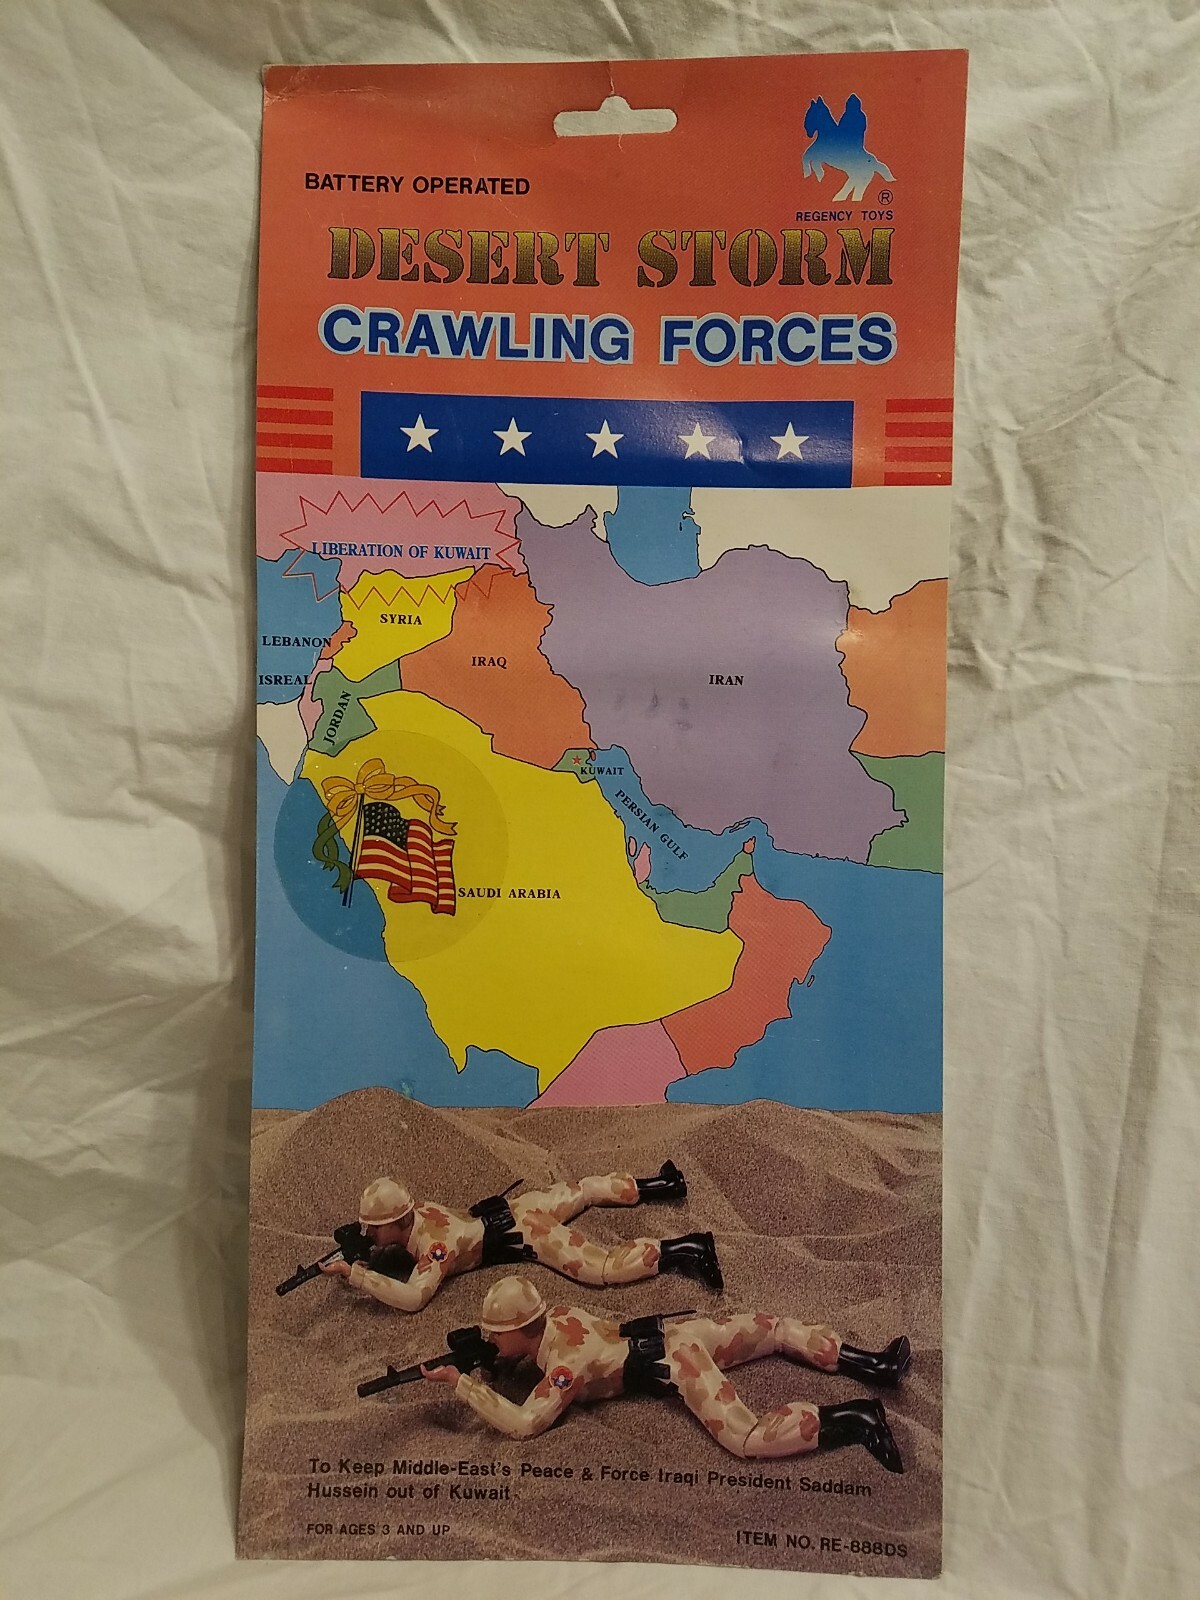 BATTERY OPERATED
®
REGENCY TOYS
DESERT STORM
CRAWLING FORCES
LIBERATION OF KUWAIT
SYRIA
LEBANON
IRAQ
ISREAL
IRAN
JORDAN
KUWAIT
PERSIAN GULF
SAUDI ARABIA
To Keep Middle-East's Peace & Force Iraqi President Saddam
Hussein out of Kuwait.
FOR AGES 3 AND UP
ITEM NO. RE-888DS